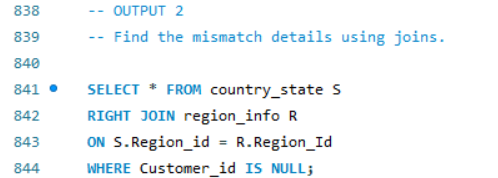 838 -- OUTPUT 2
839 -- Find the mismatch details using joins.
840
841 SELECT * FROM country_state S
842 RIGHT JOIN region_info R
843 ON S.Region_id = R.Region_Id
844 WHERE Customer_id IS NULL;